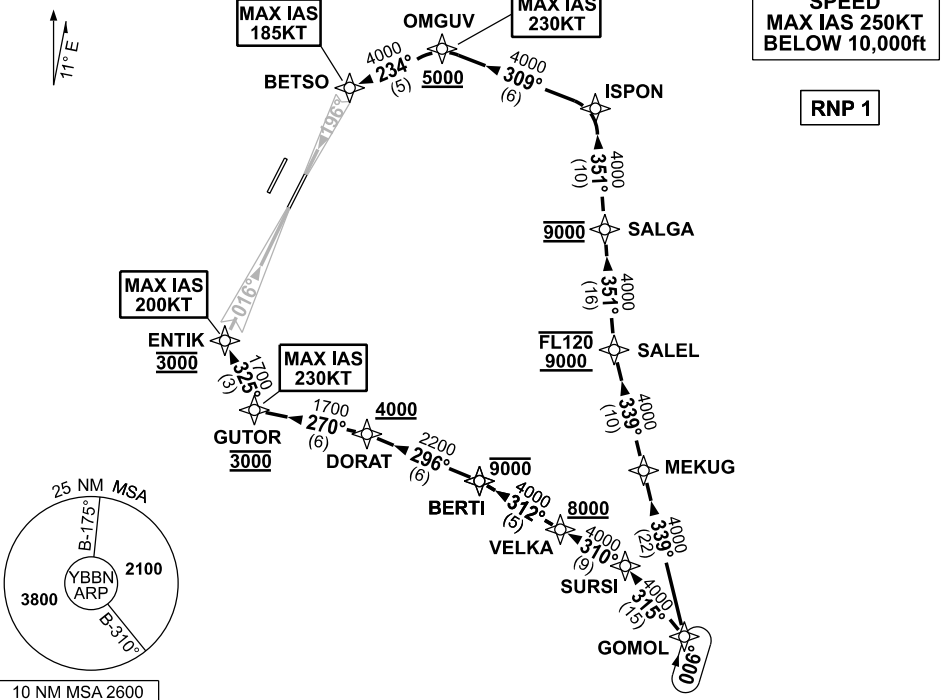 MAX IAS
185KT
OMGUV
MAX IAS
230KT
SPEED
MAX IAS 250KT
BELOW 10,000ft
RNP 1
11° E
BETSO
4000
234°
(5)
5000
4000
309°
(6)
ISPON
196°
4000
351°
(10)
9000
SALGA
4000
351°
(16)
MAX IAS
200KT
016°
ENTIK
3000
FL120
9000
SALEL
1700
325°
(3)
MAX IAS
230KT
4000
339°
(10)
GUTOR
3000
1700
270°
(6)
4000
DORAT
MEKUG
2200
296°
(6)
9000
BERTI
4000
312°
(5)
8000
VELKA
4000
339°
(22)
4000
310°
(9)
SURSI
4000
315°
(15)
GOMOL
006°
25 NM MSA
B-175°
YBBN
ARP
2100
3800
B-310°
10 NM MSA 2600